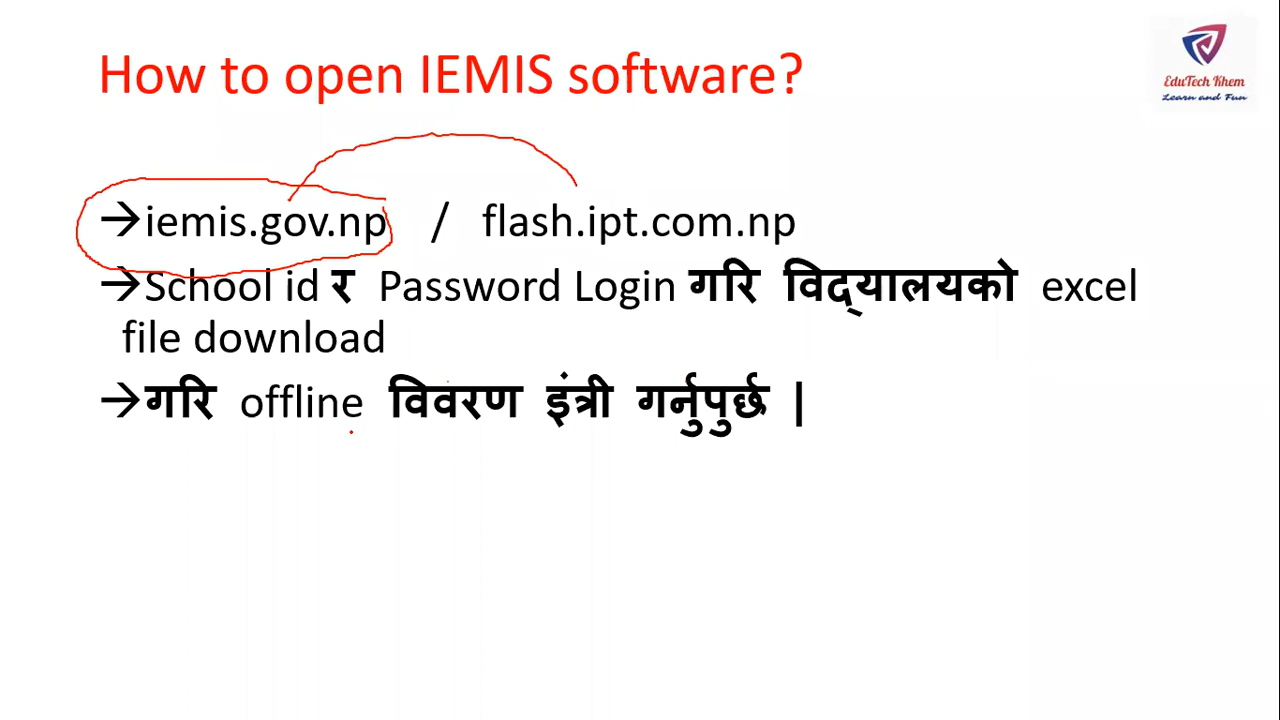 How to open IEMIS software?
EduTech Khem
Learn and Fun
→iemis.gov.np / flash.ipt.com.np
→School id र Password Login गरि विद्यालयको excel
file download
→गरि offline विवरण इंत्री गर्नुपुर्छ |